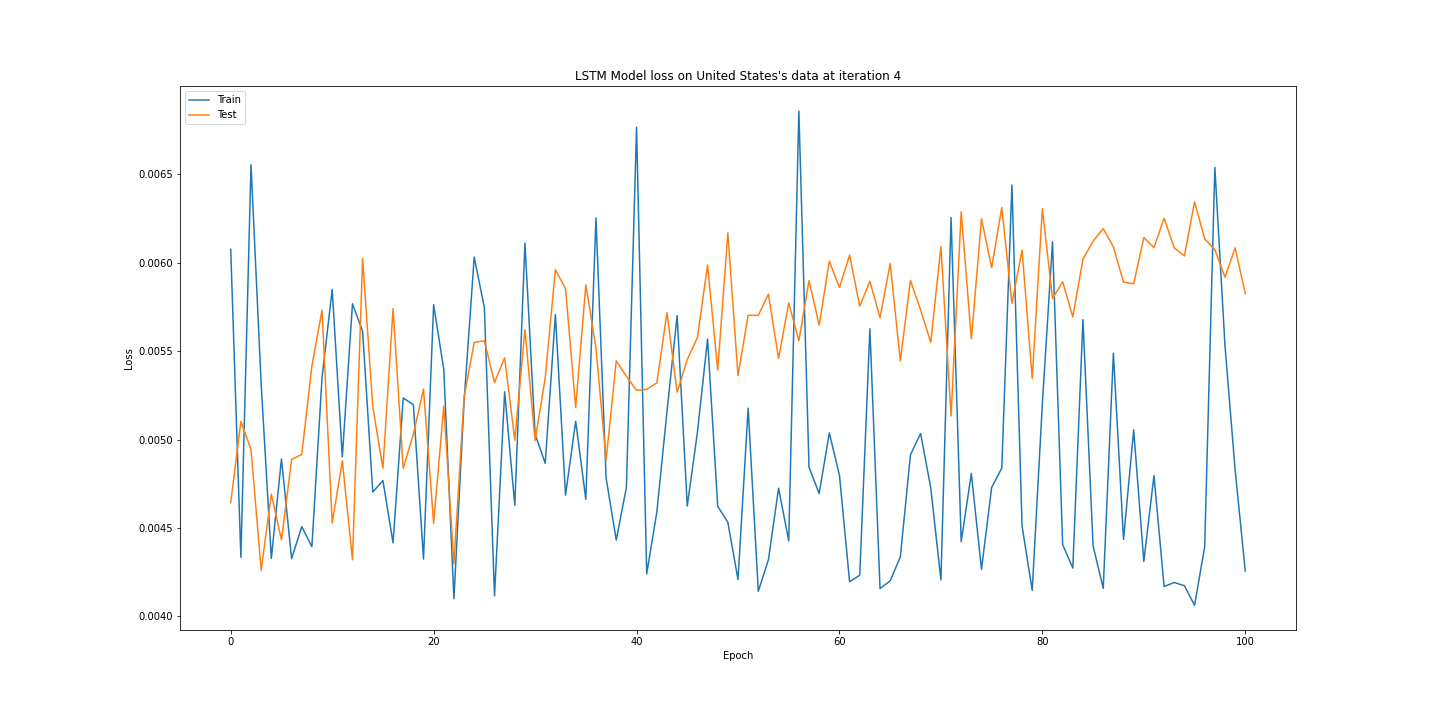 LSTM Model loss on United States's data at iteration 4
Train
Test
0.0065
0.0060
0.0055
0.0050
0.0045
0.0040
Loss
0 20 40 60 80 100
Epoch